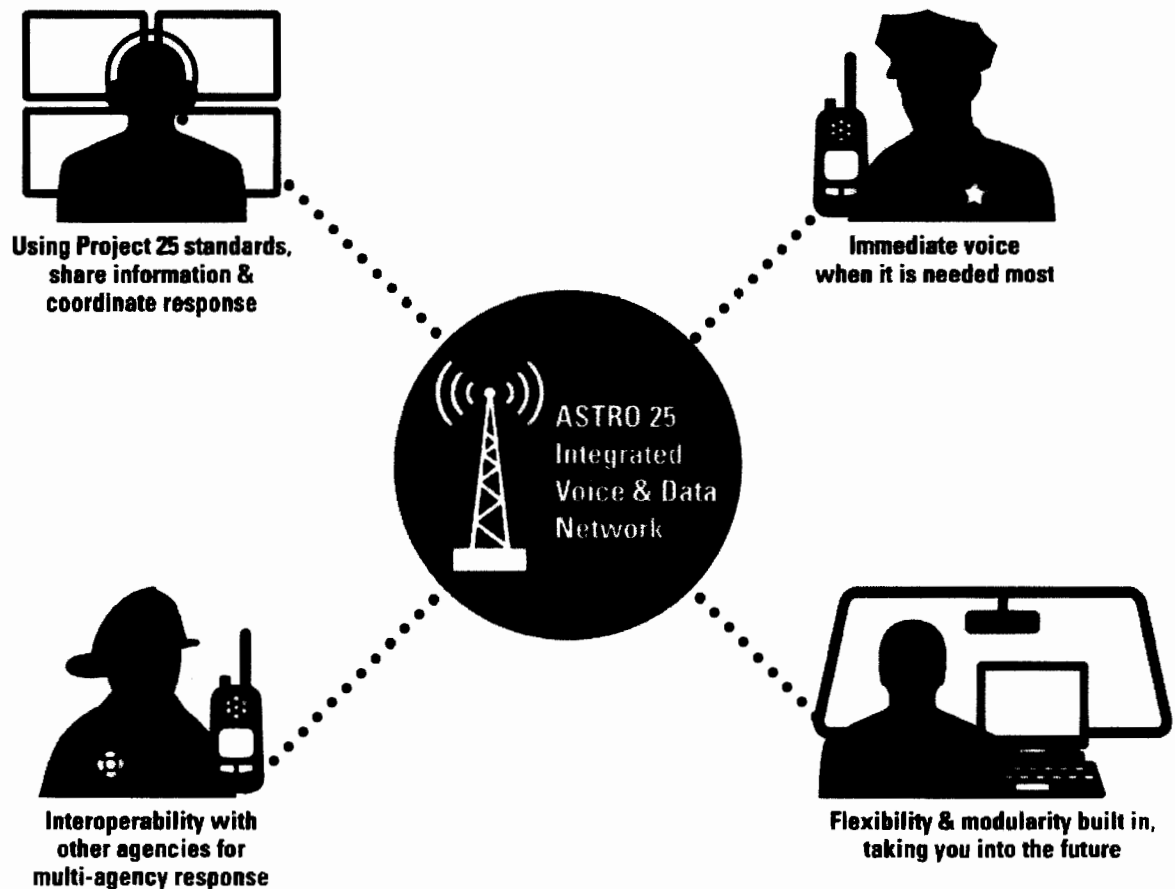 Using Project 25 standards,
share information &
coordinate response
Immediate voice
when it is needed most
ASTRO 25
Integrated
Voice & Data
Network
Interoperability with
other agencies for
multi-agency response
Flexibility & modularity built in,
taking you into the future